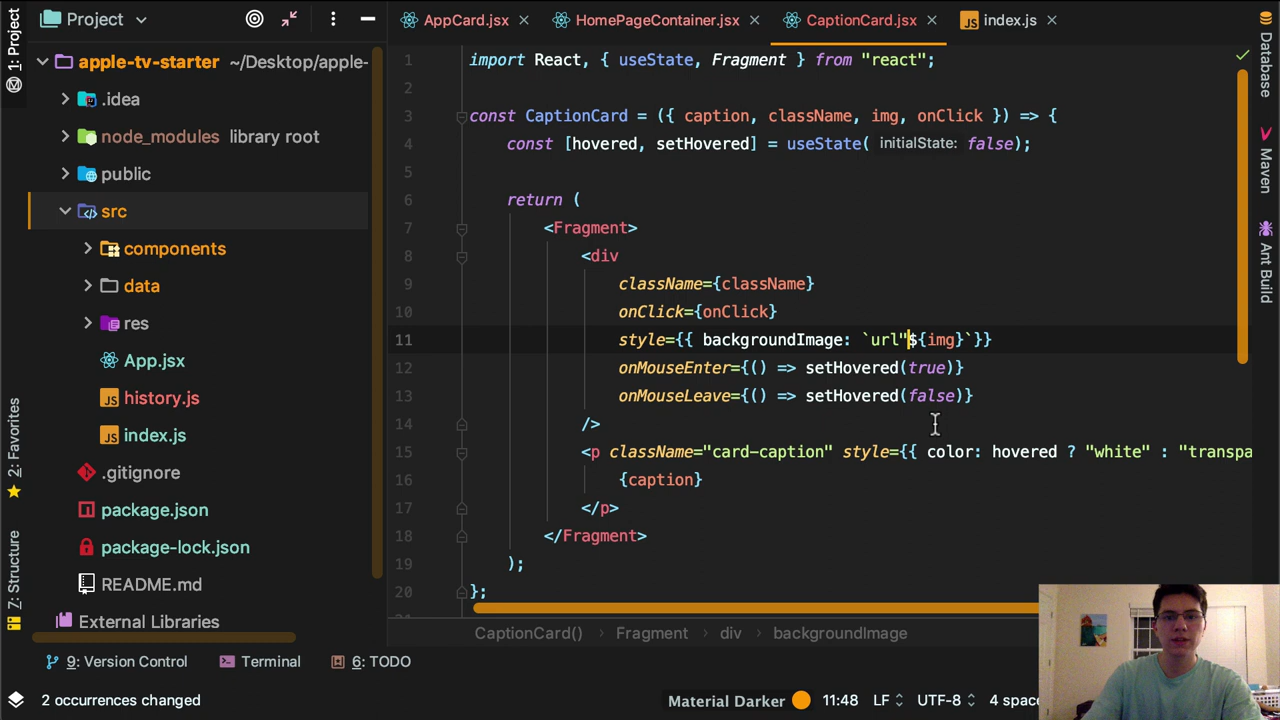 Project
AppCard.jsx
HomePageContainer.jsx
CaptionCard.jsx
index.js
1: Project
2: Favorites
7: Structure
Database
Maven
Ant Build
apple-tv-starter ~/Desktop/apple-
.idea
node_modules library root
public
src
components
data
res
App.jsx
history.js
index.js
.gitignore
package.json
package-lock.json
README.md
External Libraries
1 import React, { useState, Fragment } from "react";
2
3 const CaptionCard = ({ caption, className, img, onClick }) => {
4 const [hovered, setHovered] = useState( initialState: false);
5
6 return (
7 <Fragment>
8 <div
9 className={className}
10 onClick={onClick}
11 style={{ backgroundImage: `url"${img}`}}
12 onMouseEnter={() => setHovered(true)}
13 onMouseLeave={() => setHovered(false)}
14 />
15 <p className="card-caption" style={{ color: hovered ? "white" : "transpa
16 {caption}
17 </p>
18 </Fragment>
19 );
20 };
CaptionCard() › Fragment › div › backgroundImage
9: Version Control
Terminal
6: TODO
2 occurrences changed
Material Darker
11:48
LF
UTF-8
4 spac